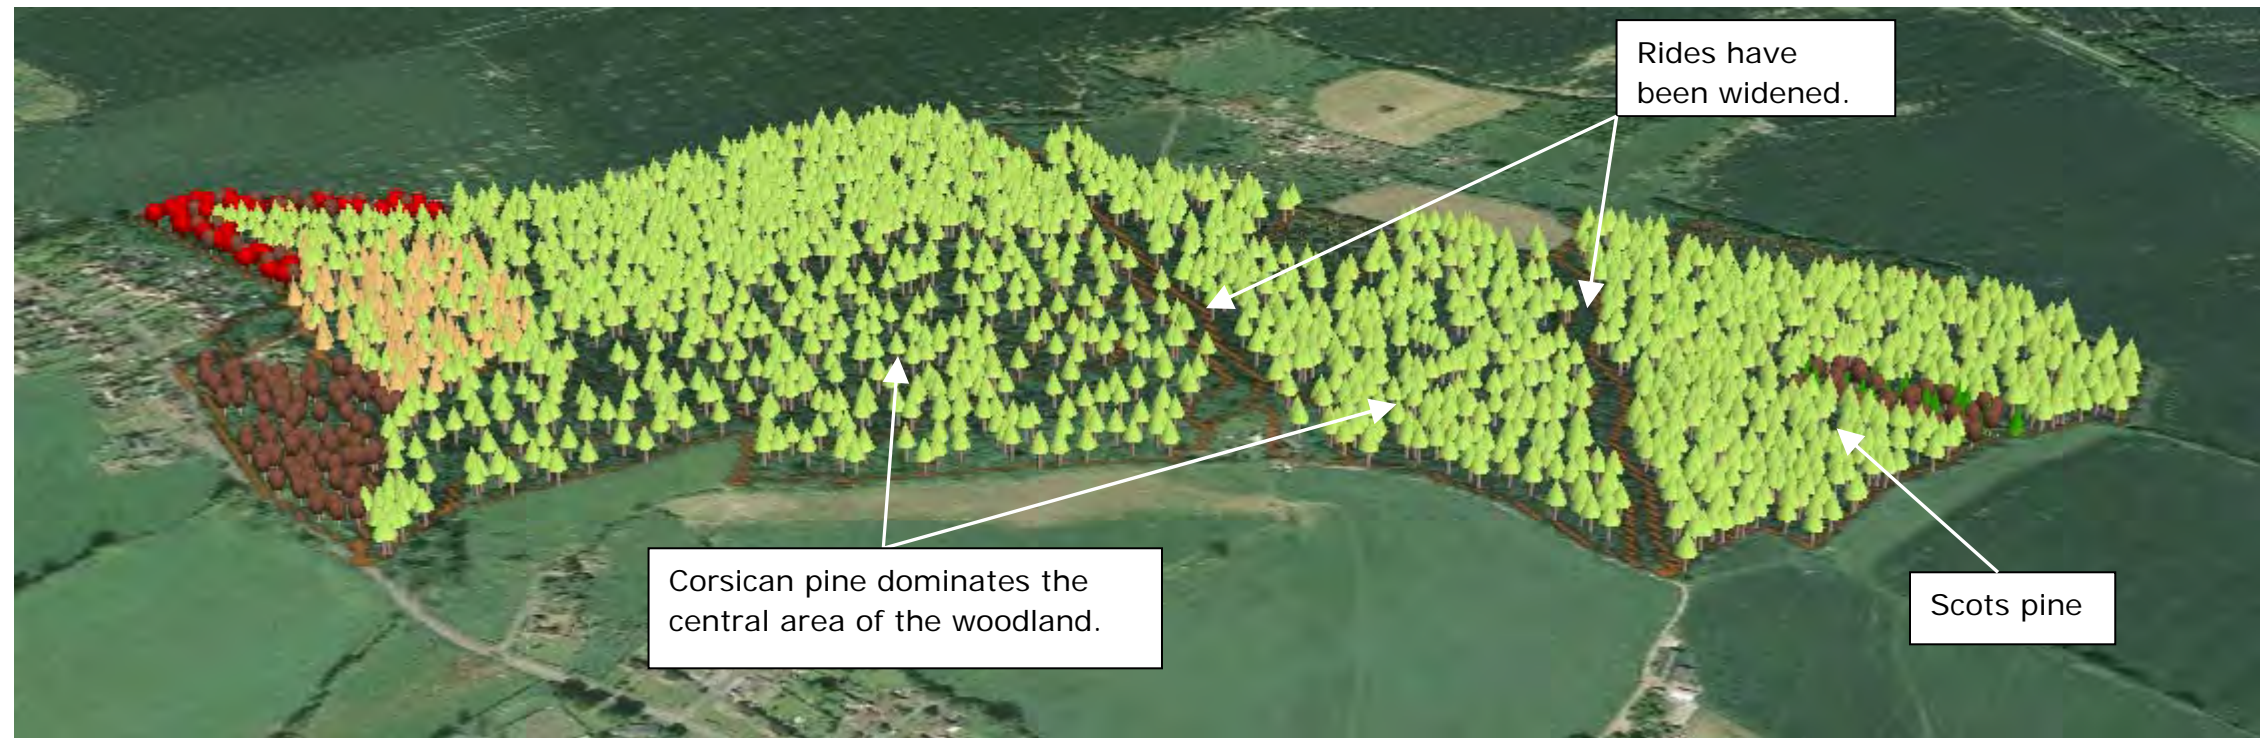 Rides have
been widened.
Corsican pine dominates the
central area of the woodland.
Scots pine